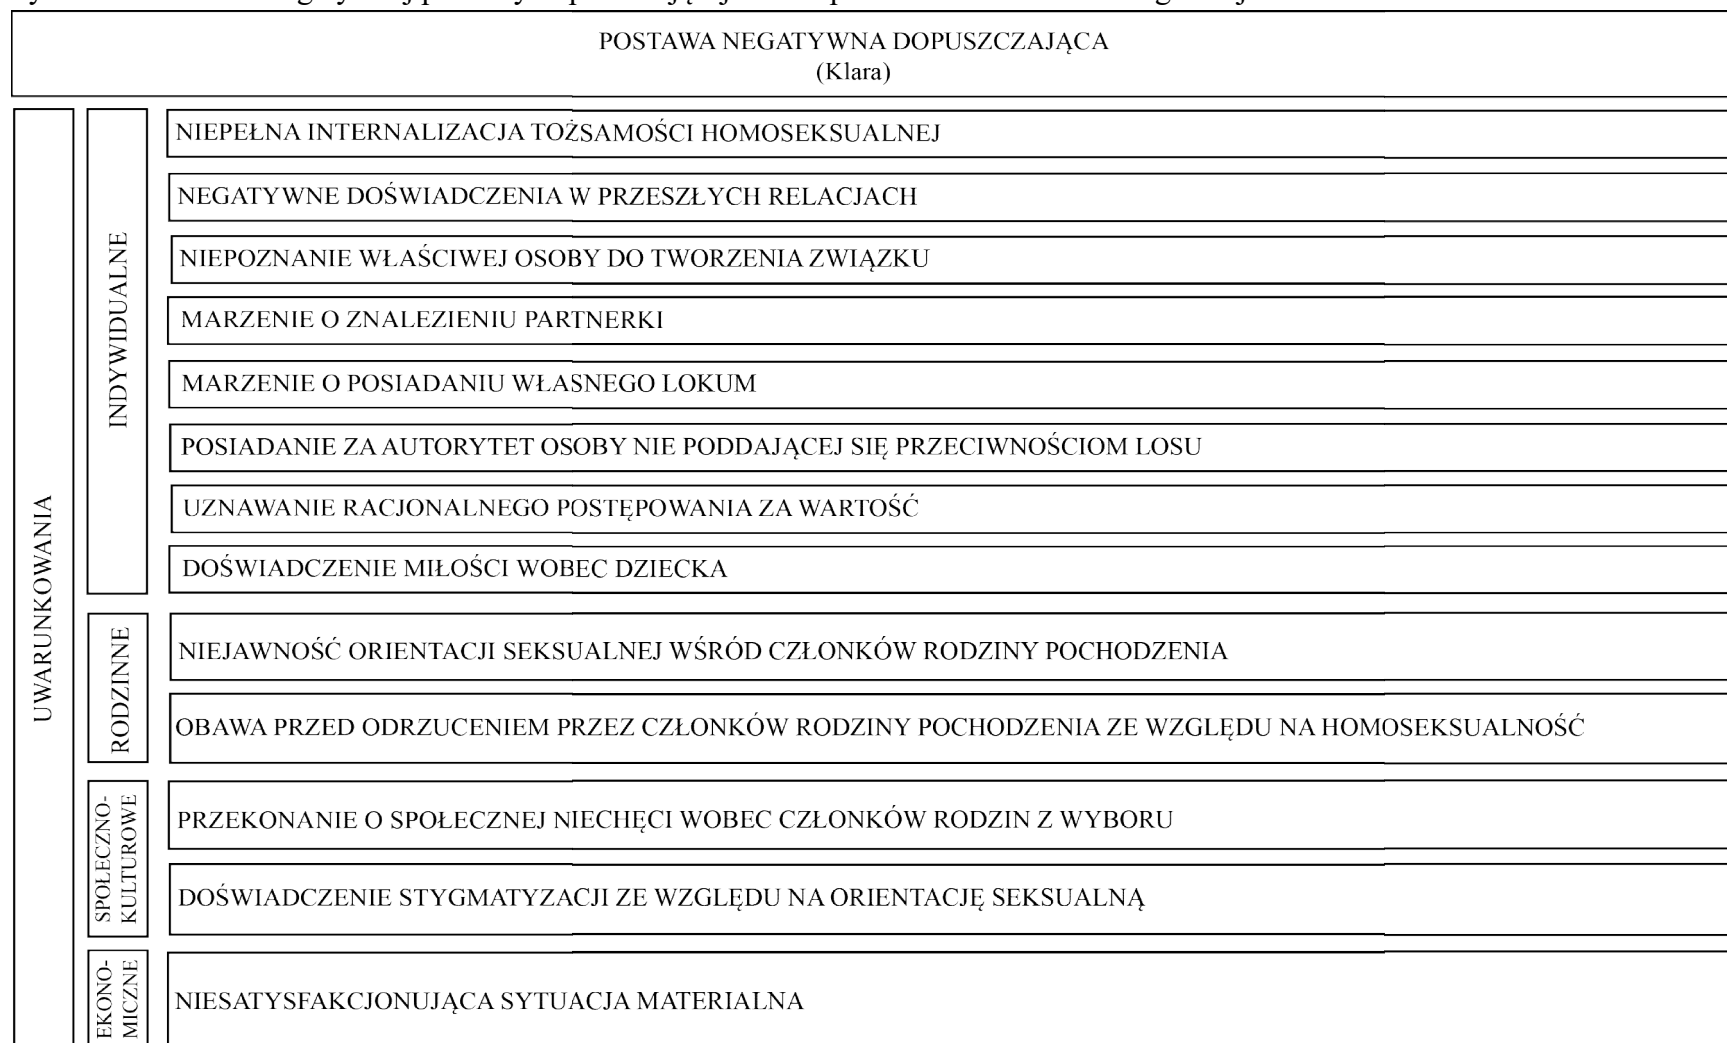 POSTAWA NEGATYWNA DOPUSZCZAJĄCA
(Klara)
UWARUNKOWANIA
INDYWIDUALNE
NIEPEŁNA INTERNALIZACJA TOŻSAMOŚCI HOMOSEKSUALNEJ
NEGATYWNE DOŚWIADCZENIA W PRZESZŁYCH RELACJACH
NIEPOZNANIE WŁAŚCIWEJ OSOBY DO TWORZENIA ZWIĄZKU
MARZENIE O ZNALEZIENIU PARTNERKI
MARZENIE O POSIADANIU WŁASNEGO LOKUM
POSIADANIE ZA AUTORYTET OSOBY NIE PODDAJĄCEJ SIĘ PRZECIWNOŚCIOM LOSU
UZNAWANIE RACJONALNEGO POSTĘPOWANIA ZA WARTOŚĆ
DOŚWIADCZENIE MIŁOŚCI WOBEC DZIECKA
RODZINNE
NIEJAWNOŚĆ ORIENTACJI SEKSUALNEJ WŚRÓD CZŁONKÓW RODZINY POCHODZENIA
OBAWA PRZED ODRZUCENIEM PRZEZ CZŁONKÓW RODZINY POCHODZENIA ZE WZGLĘDU NA HOMOSEKSUALNOŚĆ
SPOŁECZNO-
KULTUROWE
PRZEKONANIE O SPOŁECZNEJ NIECHĘCI WOBEC CZŁONKÓW RODZIN Z WYBORU
DOŚWIADCZENIE STYGMATYZACJI ZE WZGLĘDU NA ORIENTACJĘ SEKSUALNĄ
EKONO-
MICZNE
NIESATYSFAKCJONUJĄCA SYTUACJA MATERIALNA